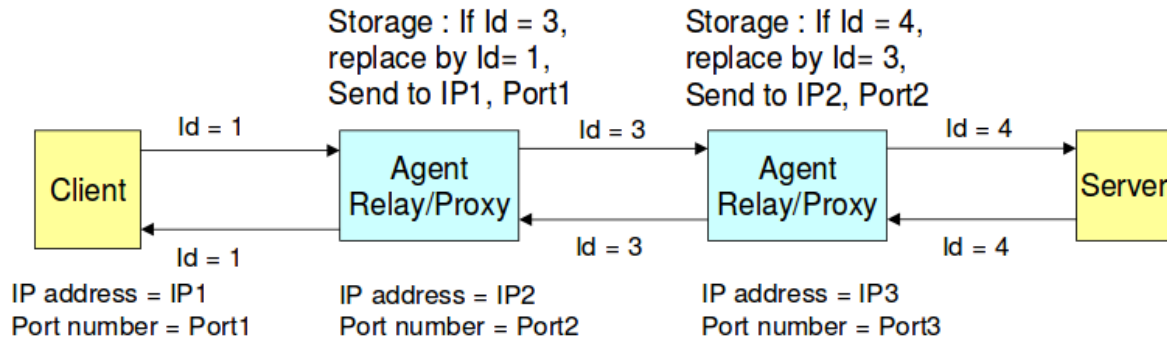 Storage : If Id = 3,
replace by Id= 1,
Send to IP1, Port1
Storage : If Id = 4,
replace by Id= 3,
Send to IP2, Port2
Id = 1
Id = 3
Id = 4
Client
Agent
Relay/Proxy
Agent
Relay/Proxy
Server
Id = 1
Id = 3
Id = 4
IP address = IP1
Port number = Port1
IP address = IP2
Port number = Port2
IP address = IP3
Port number = Port3